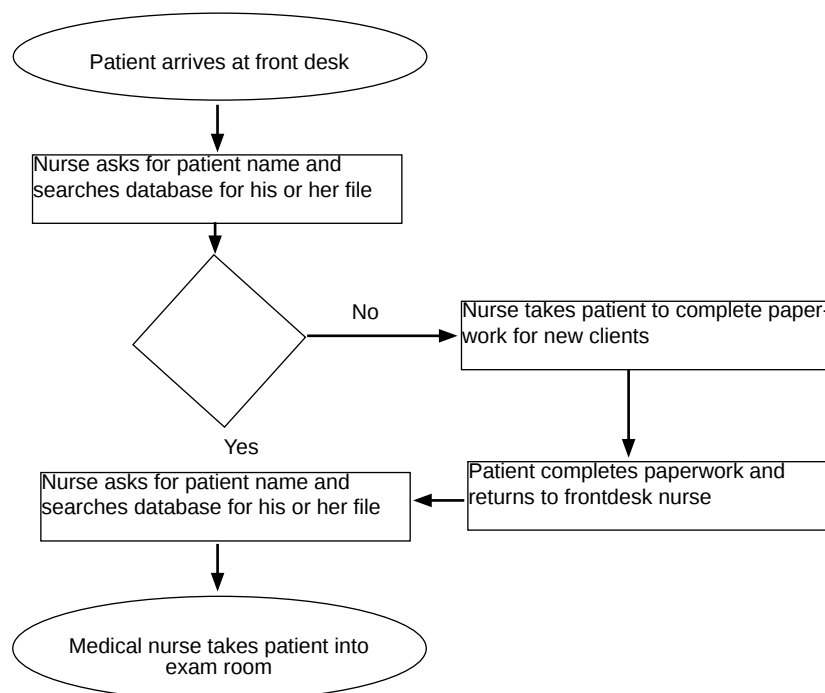 Patient arrives at front desk
Nurse asks for patient name and
searches database for his or her file
No
Nurse takes patient to complete paper-
work for new clients
Yes
Patient completes paperwork and
returns to frontdesk nurse
Nurse asks for patient name and
searches database for his or her file
Medical nurse takes patient into
exam room